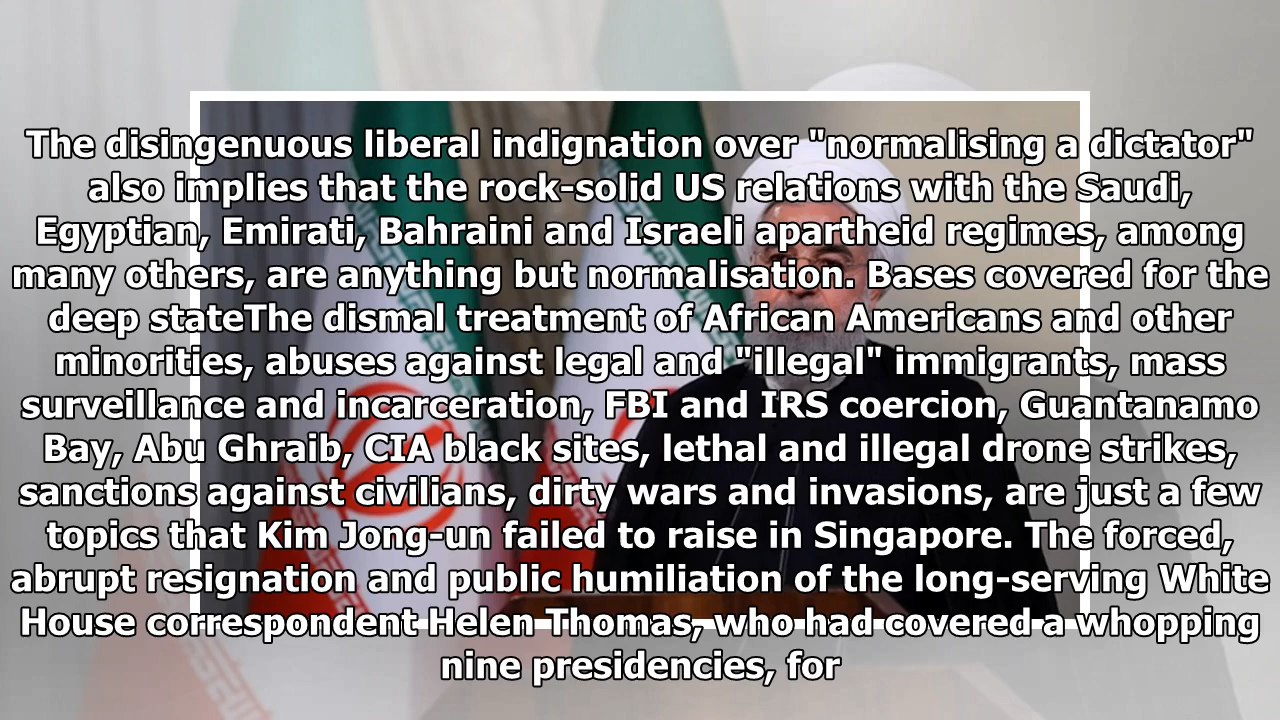 The disingenuous liberal indignation over "normalising a dictator"
also implies that the rock-solid US relations with the Saudi,
Egyptian, Emirati, Bahraini and Israeli apartheid regimes, among
many others, are anything but normalisation. Bases covered for the
deep stateThe dismal treatment of African Americans and other
minorities, abuses against legal and "illegal" immigrants, mass
surveillance and incarceration, FBI and IRS coercion, Guantanamo
Bay, Abu Ghraib, CIA black sites, lethal and illegal drone strikes,
sanctions against civilians, dirty wars and invasions, are just a few
topics that Kim Jong-un failed to raise in Singapore. The forced,
abrupt resignation and public humiliation of the long-serving White
House correspondent Helen Thomas, who had covered a whopping
nine presidencies, for